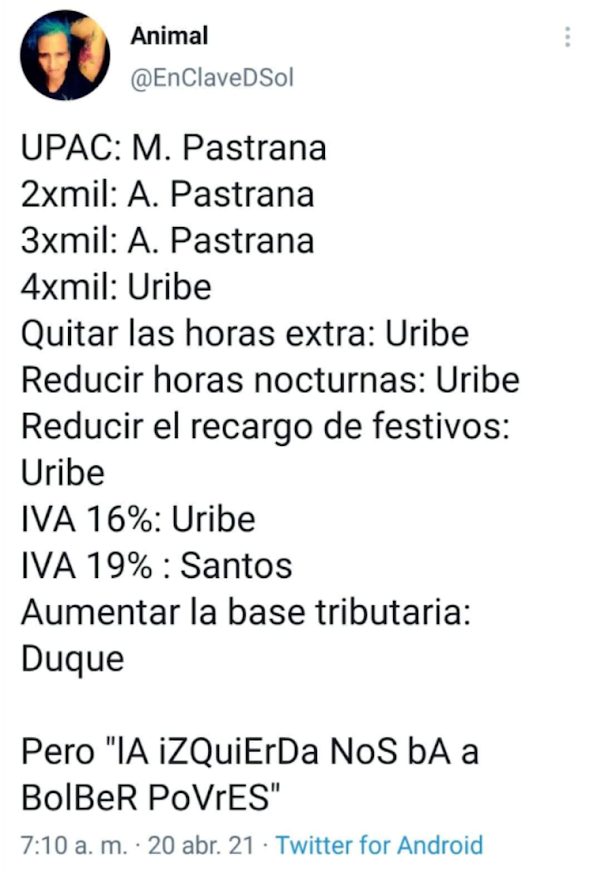 Animal
@EnClaveDSol
UPAC: M. Pastrana
2xmil: A. Pastrana
3xmil: A. Pastrana
4xmil: Uribe
Quitar las horas extra: Uribe
Reducir horas nocturnas: Uribe
Reducir el recargo de festivos:
Uribe
IVA 16%: Uribe
IVA 19% : Santos
Aumentar la base tributaria:
Duque
Pero "lA iZQuiErDa NoS bA a
BolBeR PoVrES"
7:10 a. m. · 20 abr. 21 · Twitter for Android